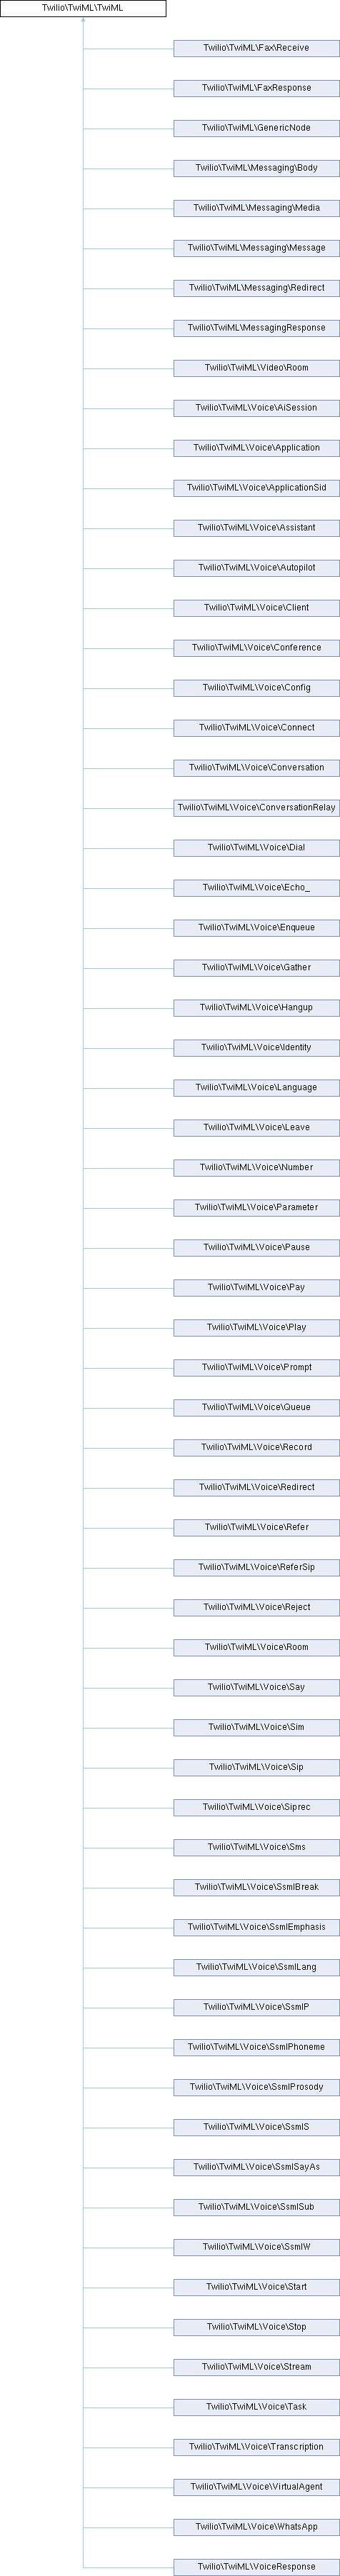 Twilio\TwiML\TwiML
Twilio\TwiML\Fax\Receive
Twilio\TwiML\FaxResponse
Twilio\TwiML\GenericNode
Twilio\TwiML\Messaging\Body
Twilio\TwiML\Messaging\Media
Twilio\TwiML\Messaging\Message
Twilio\TwiML\Messaging\Redirect
Twilio\TwiML\MessagingResponse
Twilio\TwiML\Video\Room
Twilio\TwiML\Voice\AiSession
Twilio\TwiML\Voice\Application
Twilio\TwiML\Voice\ApplicationSid
Twilio\TwiML\Voice\Assistant
Twilio\TwiML\Voice\Autopilot
Twilio\TwiML\Voice\Client
Twilio\TwiML\Voice\Conference
Twilio\TwiML\Voice\Config
Twilio\TwiML\Voice\Connect
Twilio\TwiML\Voice\Conversation
Twilio\TwiML\Voice\ConversationRelay
Twilio\TwiML\Voice\Dial
Twilio\TwiML\Voice\Echo_
Twilio\TwiML\Voice\Enqueue
Twilio\TwiML\Voice\Gather
Twilio\TwiML\Voice\Hangup
Twilio\TwiML\Voice\Identity
Twilio\TwiML\Voice\Language
Twilio\TwiML\Voice\Leave
Twilio\TwiML\Voice\Number
Twilio\TwiML\Voice\Parameter
Twilio\TwiML\Voice\Pause
Twilio\TwiML\Voice\Pay
Twilio\TwiML\Voice\Play
Twilio\TwiML\Voice\Prompt
Twilio\TwiML\Voice\Queue
Twilio\TwiML\Voice\Record
Twilio\TwiML\Voice\Redirect
Twilio\TwiML\Voice\Refer
Twilio\TwiML\Voice\ReferSip
Twilio\TwiML\Voice\Reject
Twilio\TwiML\Voice\Room
Twilio\TwiML\Voice\Say
Twilio\TwiML\Voice\Sim
Twilio\TwiML\Voice\Sip
Twilio\TwiML\Voice\Siprec
Twilio\TwiML\Voice\Sms
Twilio\TwiML\Voice\SsmlBreak
Twilio\TwiML\Voice\SsmlEmphasis
Twilio\TwiML\Voice\SsmlLang
Twilio\TwiML\Voice\SsmlP
Twilio\TwiML\Voice\SsmlPhoneme
Twilio\TwiML\Voice\SsmlProsody
Twilio\TwiML\Voice\SsmlS
Twilio\TwiML\Voice\SsmlSayAs
Twilio\TwiML\Voice\SsmlSub
Twilio\TwiML\Voice\SsmlW
Twilio\TwiML\Voice\Start
Twilio\TwiML\Voice\Stop
Twilio\TwiML\Voice\Stream
Twilio\TwiML\Voice\Task
Twilio\TwiML\Voice\Transcription
Twilio\TwiML\Voice\VirtualAgent
Twilio\TwiML\Voice\WhatsApp
Twilio\TwiML\VoiceResponse